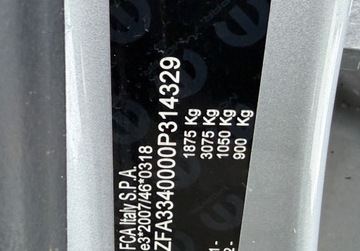 FCA Italy S.P.A.
e3*2007/46*0318
ZFA3340000P314329
1875 Kg
3075 Kg
1050 Kg
900 Kg
1-
2-